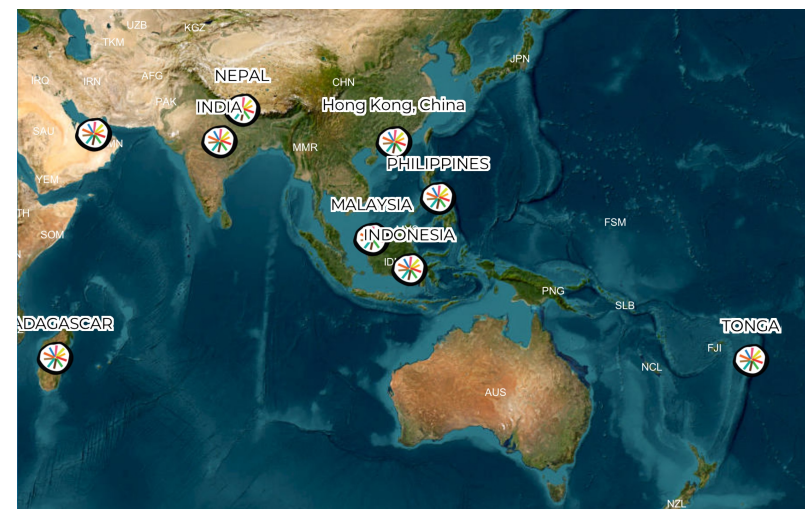 UZB
KGZ
TKM
JPN
IRQ
IRN
AFG
NEPAL
CHN
PAK
INDIA
Hong Kong, China
SAU
MMR
PHILIPPINES
YEM
MALAYSIA
SOM
FSM
INDONESIA
PNG
SLB
ADAGASCAR
TONGA
FJI
NCL
AUS
NZL